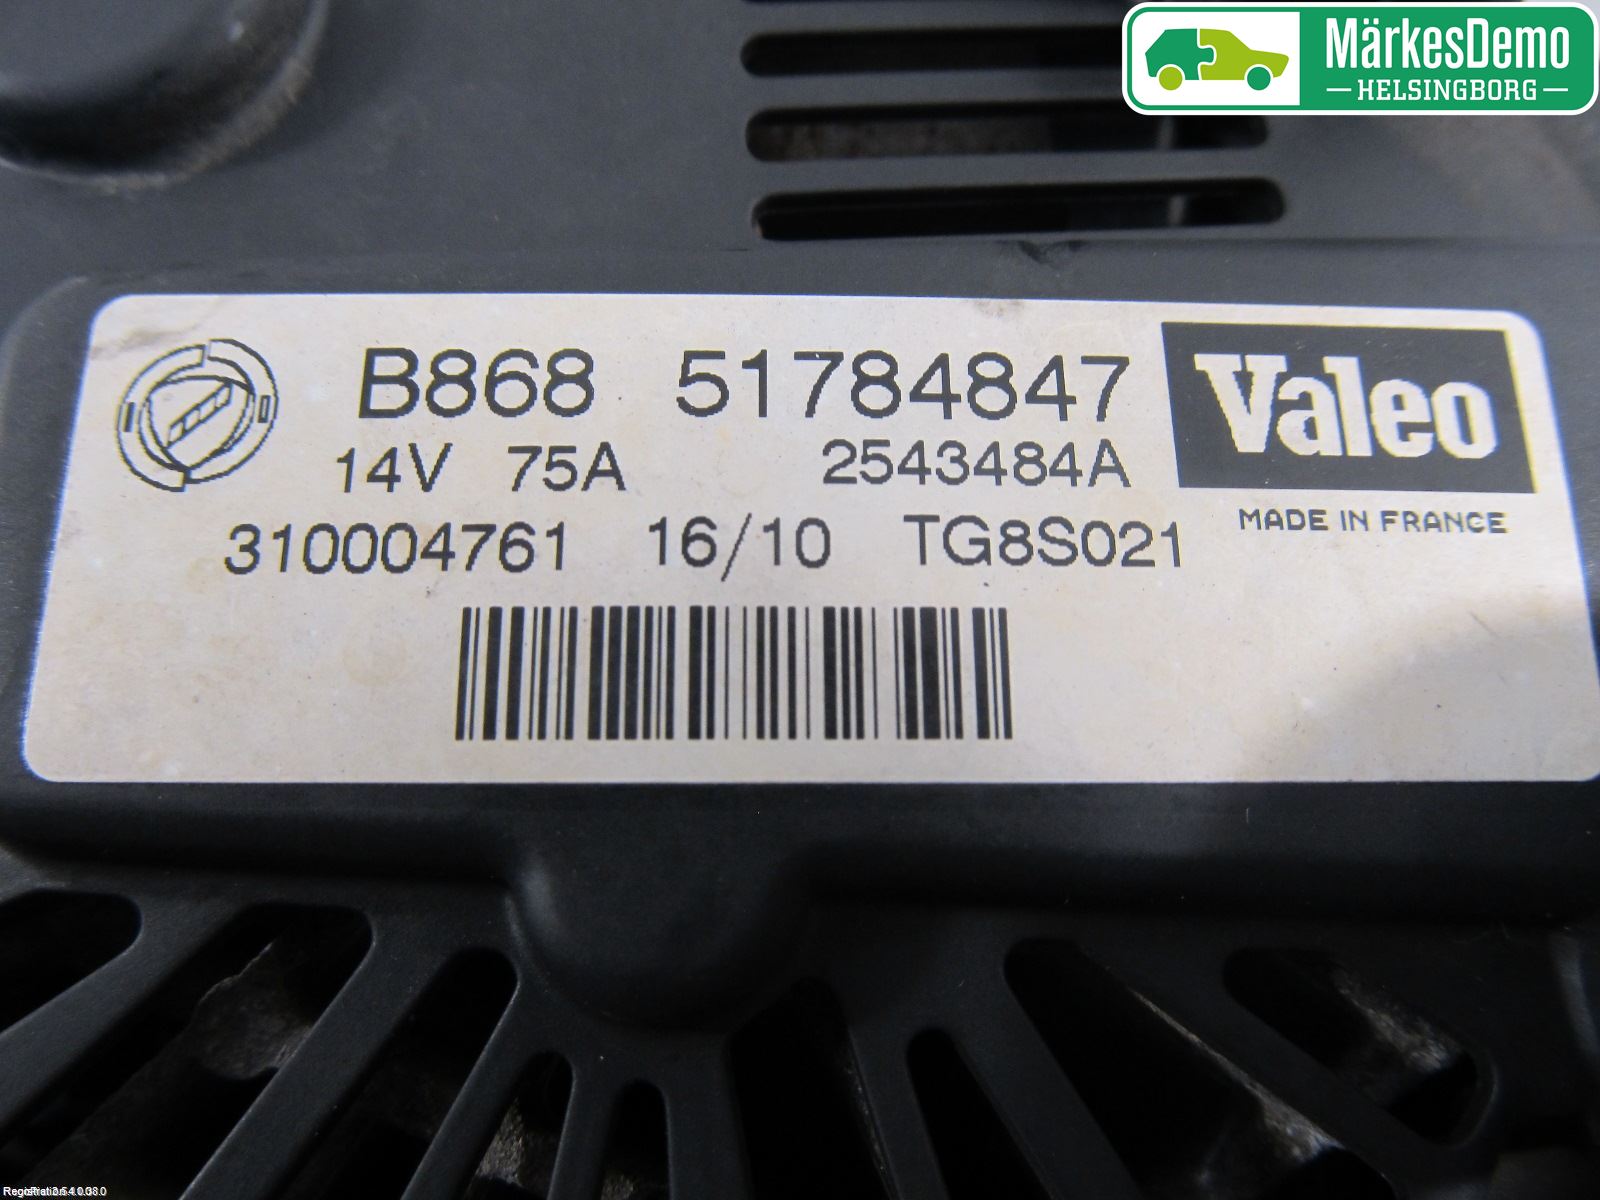 MärkesDemo
HELSINGBORG
B868 51784847
Valeo
14V 75A 2543484A
MADE IN FRANCE
310004761 16/10 TG8S021